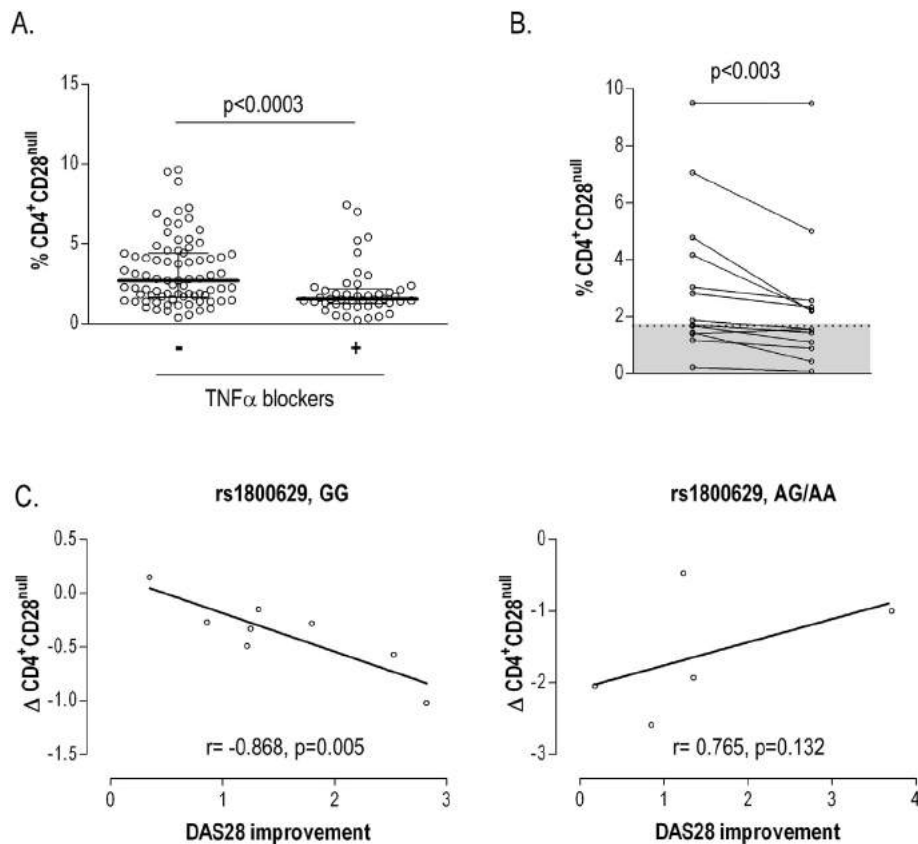 A.
p<0.0003
15
10
5
0
% CD4+CD28null
-
+
TNFα blockers
B.
p<0.003
10
8
6
4
2
0
% CD4+CD28null
C.
rs1800629, GG
0.5
0.0
-0.5
-1.0
-1.5
Δ CD4+CD28null
r= -0.868, p=0.005
0 1 2 3
DAS28 improvement
rs1800629, AG/AA
0
-1
-2
-3
Δ CD4+CD28null
r= 0.765, p=0.132
0 1 2 3 4
DAS28 improvement